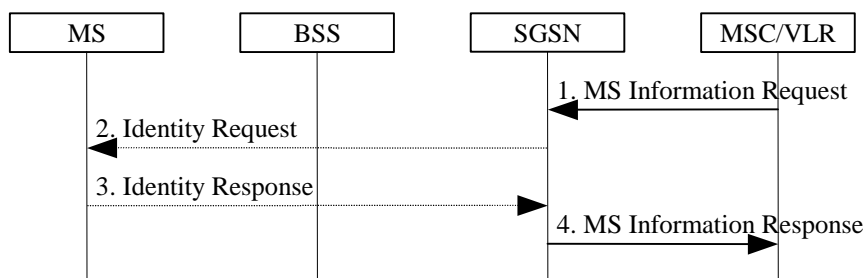 MS BSS SGSN MSC/VLR
1. MS Information Request
2. Identity Request
3. Identity Response
4. MS Information Response